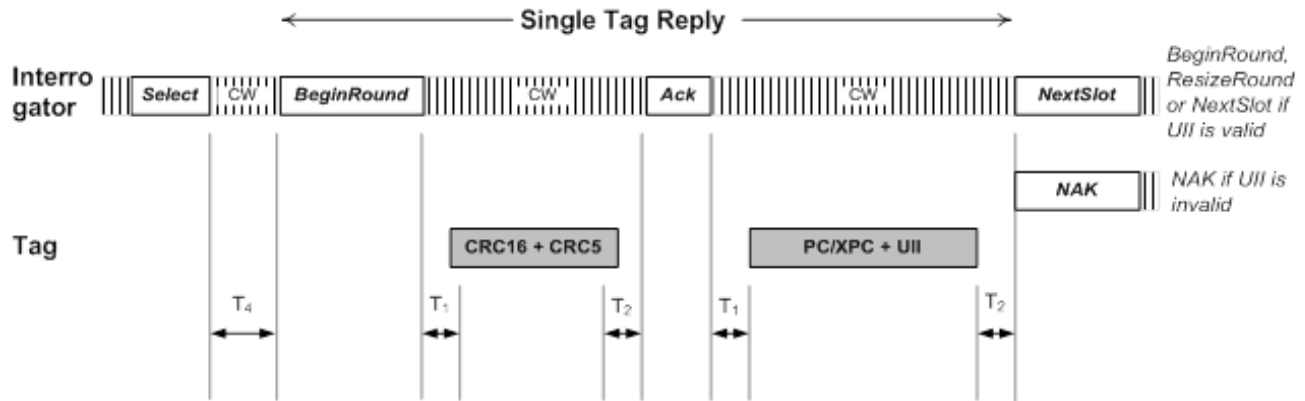 Single Tag Reply
Interro
gator
Select
CW
BeginRound
CW
Ack
CW
NextSlot
BeginRound,
ResizeRound
or NextSlot if
UII is valid
NAK
NAK if UII is
invalid
Tag
CRC16 + CRC5
PC/XPC + UII
T4
T1
T2
T1
T2